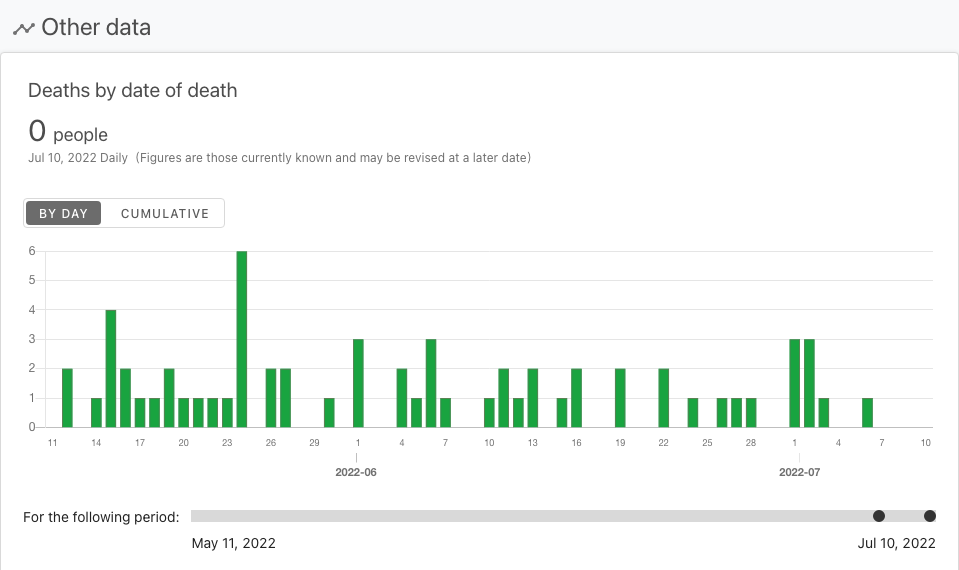 Other data
Deaths by date of death
0 people
Jul 10, 2022 Daily (Figures are those currently known and may be revised at a later date)
BY DAY CUMULATIVE
6
5
4
3
2
1
0
11 14 17 20 23 26 29 1 4 7 10 13 16 19 22 25 28 1 4 7 10
2022-06 2022-07
For the following period:
May 11, 2022 Jul 10, 2022